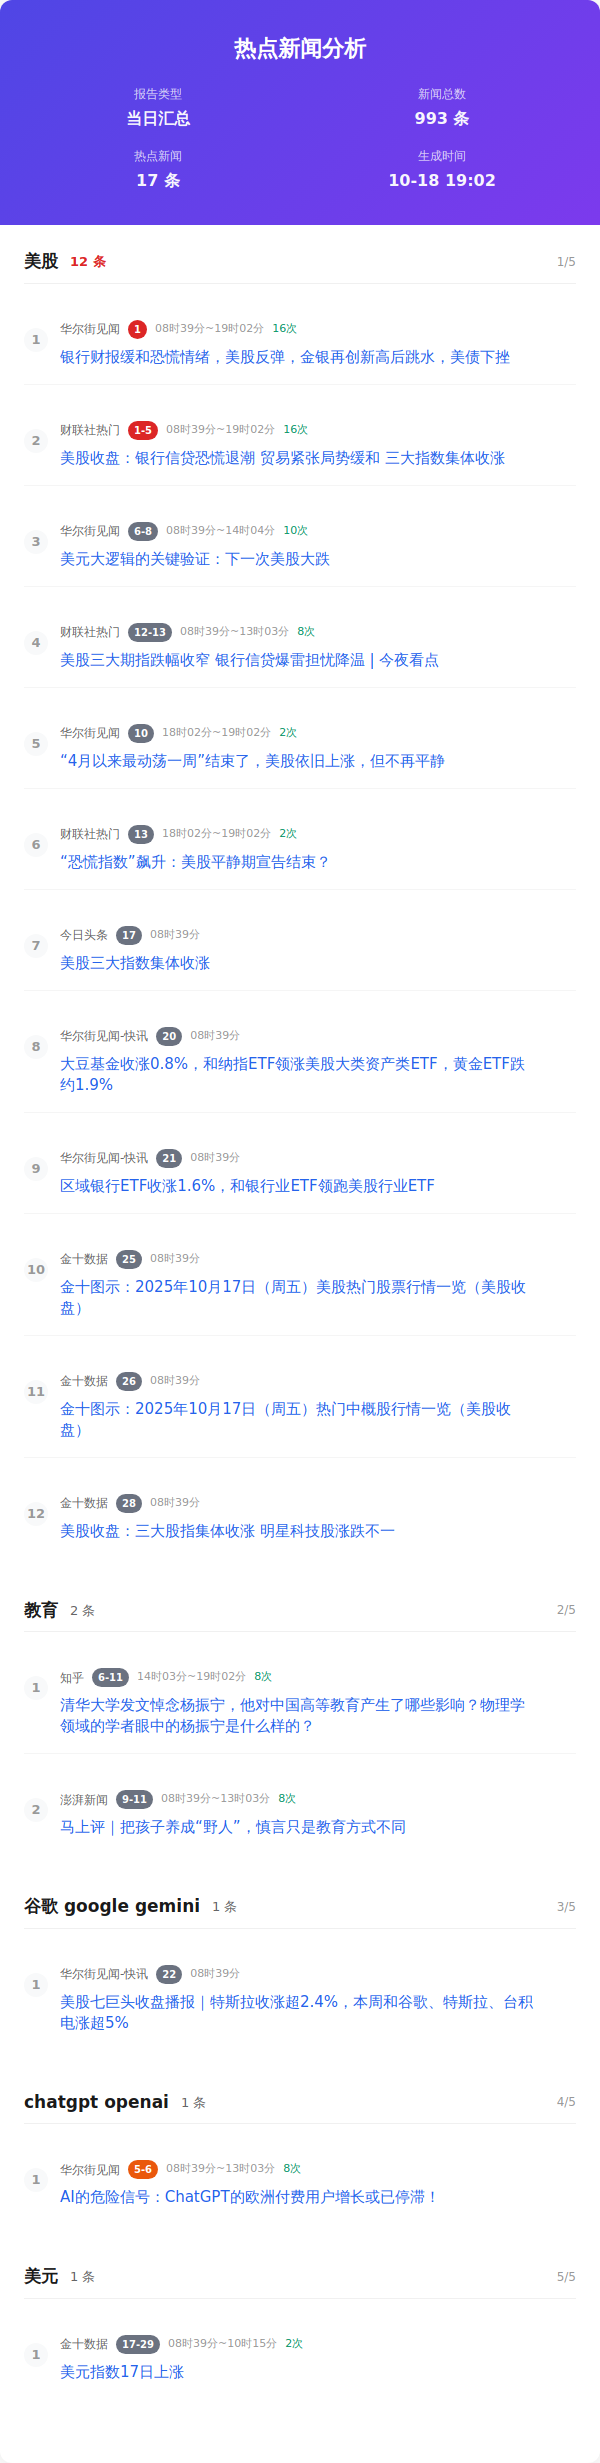 热点新闻分析
报告类型
新闻总数
当日汇总
993 条
热点新闻
生成时间
17 条
10-18 19:02
美股 12 条 1/5
1
华尔街见闻 1 08时39分~19时02分 16次
银行财报缓和恐慌情绪，美股反弹，金银再创新高后跳水，美债下挫
2
财联社热门 1-5 08时39分~19时02分 16次
美股收盘：银行信贷恐慌退潮 贸易紧张局势缓和 三大指数集体收涨
3
华尔街见闻 6-8 08时39分~14时04分 10次
美元大逻辑的关键验证：下一次美股大跌
4
财联社热门 12-13 08时39分~13时03分 8次
美股三大期指跌幅收窄 银行信贷爆雷担忧降温 | 今夜看点
5
华尔街见闻 10 18时02分~19时02分 2次
“4月以来最动荡一周”结束了，美股依旧上涨，但不再平静
6
财联社热门 13 18时02分~19时02分 2次
“恐慌指数”飙升：美股平静期宣告结束？
7
今日头条 17 08时39分
美股三大指数集体收涨
8
华尔街见闻-快讯 20 08时39分
大豆基金收涨0.8%，和纳指ETF领涨美股大类资产类ETF，黄金ETF跌
约1.9%
9
华尔街见闻-快讯 21 08时39分
区域银行ETF收涨1.6%，和银行业ETF领跑美股行业ETF
10
金十数据 25 08时39分
金十图示：2025年10月17日（周五）美股热门股票行情一览（美股收
盘）
11
金十数据 26 08时39分
金十图示：2025年10月17日（周五）热门中概股行情一览（美股收
盘）
12
金十数据 28 08时39分
美股收盘：三大股指集体收涨 明星科技股涨跌不一
教育 2 条 2/5
1
知乎 6-11 14时03分~19时02分 8次
清华大学发文悼念杨振宁，他对中国高等教育产生了哪些影响？物理学
领域的学者眼中的杨振宁是什么样的？
2
澎湃新闻 9-11 08时39分~13时03分 8次
马上评｜把孩子养成“野人”，慎言只是教育方式不同
谷歌 google gemini 1 条 3/5
1
华尔街见闻-快讯 22 08时39分
美股七巨头收盘播报｜特斯拉收涨超2.4%，本周和谷歌、特斯拉、台积
电涨超5%
chatgpt openai 1 条 4/5
1
华尔街见闻 5-6 08时39分~13时03分 8次
AI的危险信号：ChatGPT的欧洲付费用户增长或已停滞！
美元 1 条 5/5
1
金十数据 17-29 08时39分~10时15分 2次
美元指数17日上涨